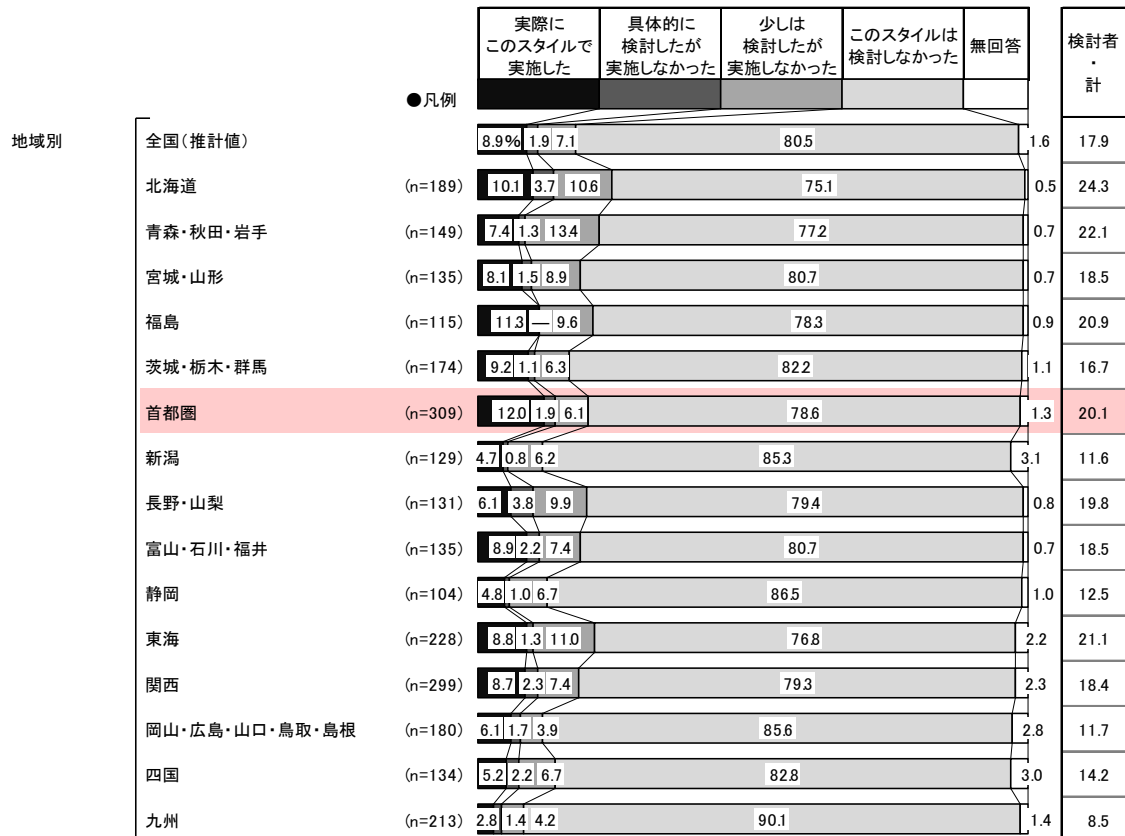 実際に
このスタイルで
実施した
具体的に
検討したが
実施しなかった
少しは
検討したが
実施しなかった
このスタイルは
検討しなかった
無回答
検討者
・
計
●凡例
地域別
全国(推計値) 8.9% 1.9 7.1 80.5 1.6 17.9
北海道 (n=189) 10.1 3.7 10.6 75.1 0.5 24.3
青森・秋田・岩手 (n=149) 7.4 1.3 13.4 77.2 0.7 22.1
宮城・山形 (n=135) 8.1 1.5 8.9 80.7 0.7 18.5
福島 (n=115) 11.3 — 9.6 78.3 0.9 20.9
茨城・栃木・群馬 (n=174) 9.2 1.1 6.3 82.2 1.1 16.7
首都圏 (n=309) 12.0 1.9 6.1 78.6 1.3 20.1
新潟 (n=129) 4.7 0.8 6.2 85.3 3.1 11.6
長野・山梨 (n=131) 6.1 3.8 9.9 79.4 0.8 19.8
富山・石川・福井 (n=135) 8.9 2.2 7.4 80.7 0.7 18.5
静岡 (n=104) 4.8 1.0 6.7 86.5 1.0 12.5
東海 (n=228) 8.8 1.3 11.0 76.8 2.2 21.1
関西 (n=299) 8.7 2.3 7.4 79.3 2.3 18.4
岡山・広島・山口・鳥取・島根 (n=180) 6.1 1.7 3.9 85.6 2.8 11.7
四国 (n=134) 5.2 2.2 6.7 82.8 3.0 14.2
九州 (n=213) 2.8 1.4 4.2 90.1 1.4 8.5